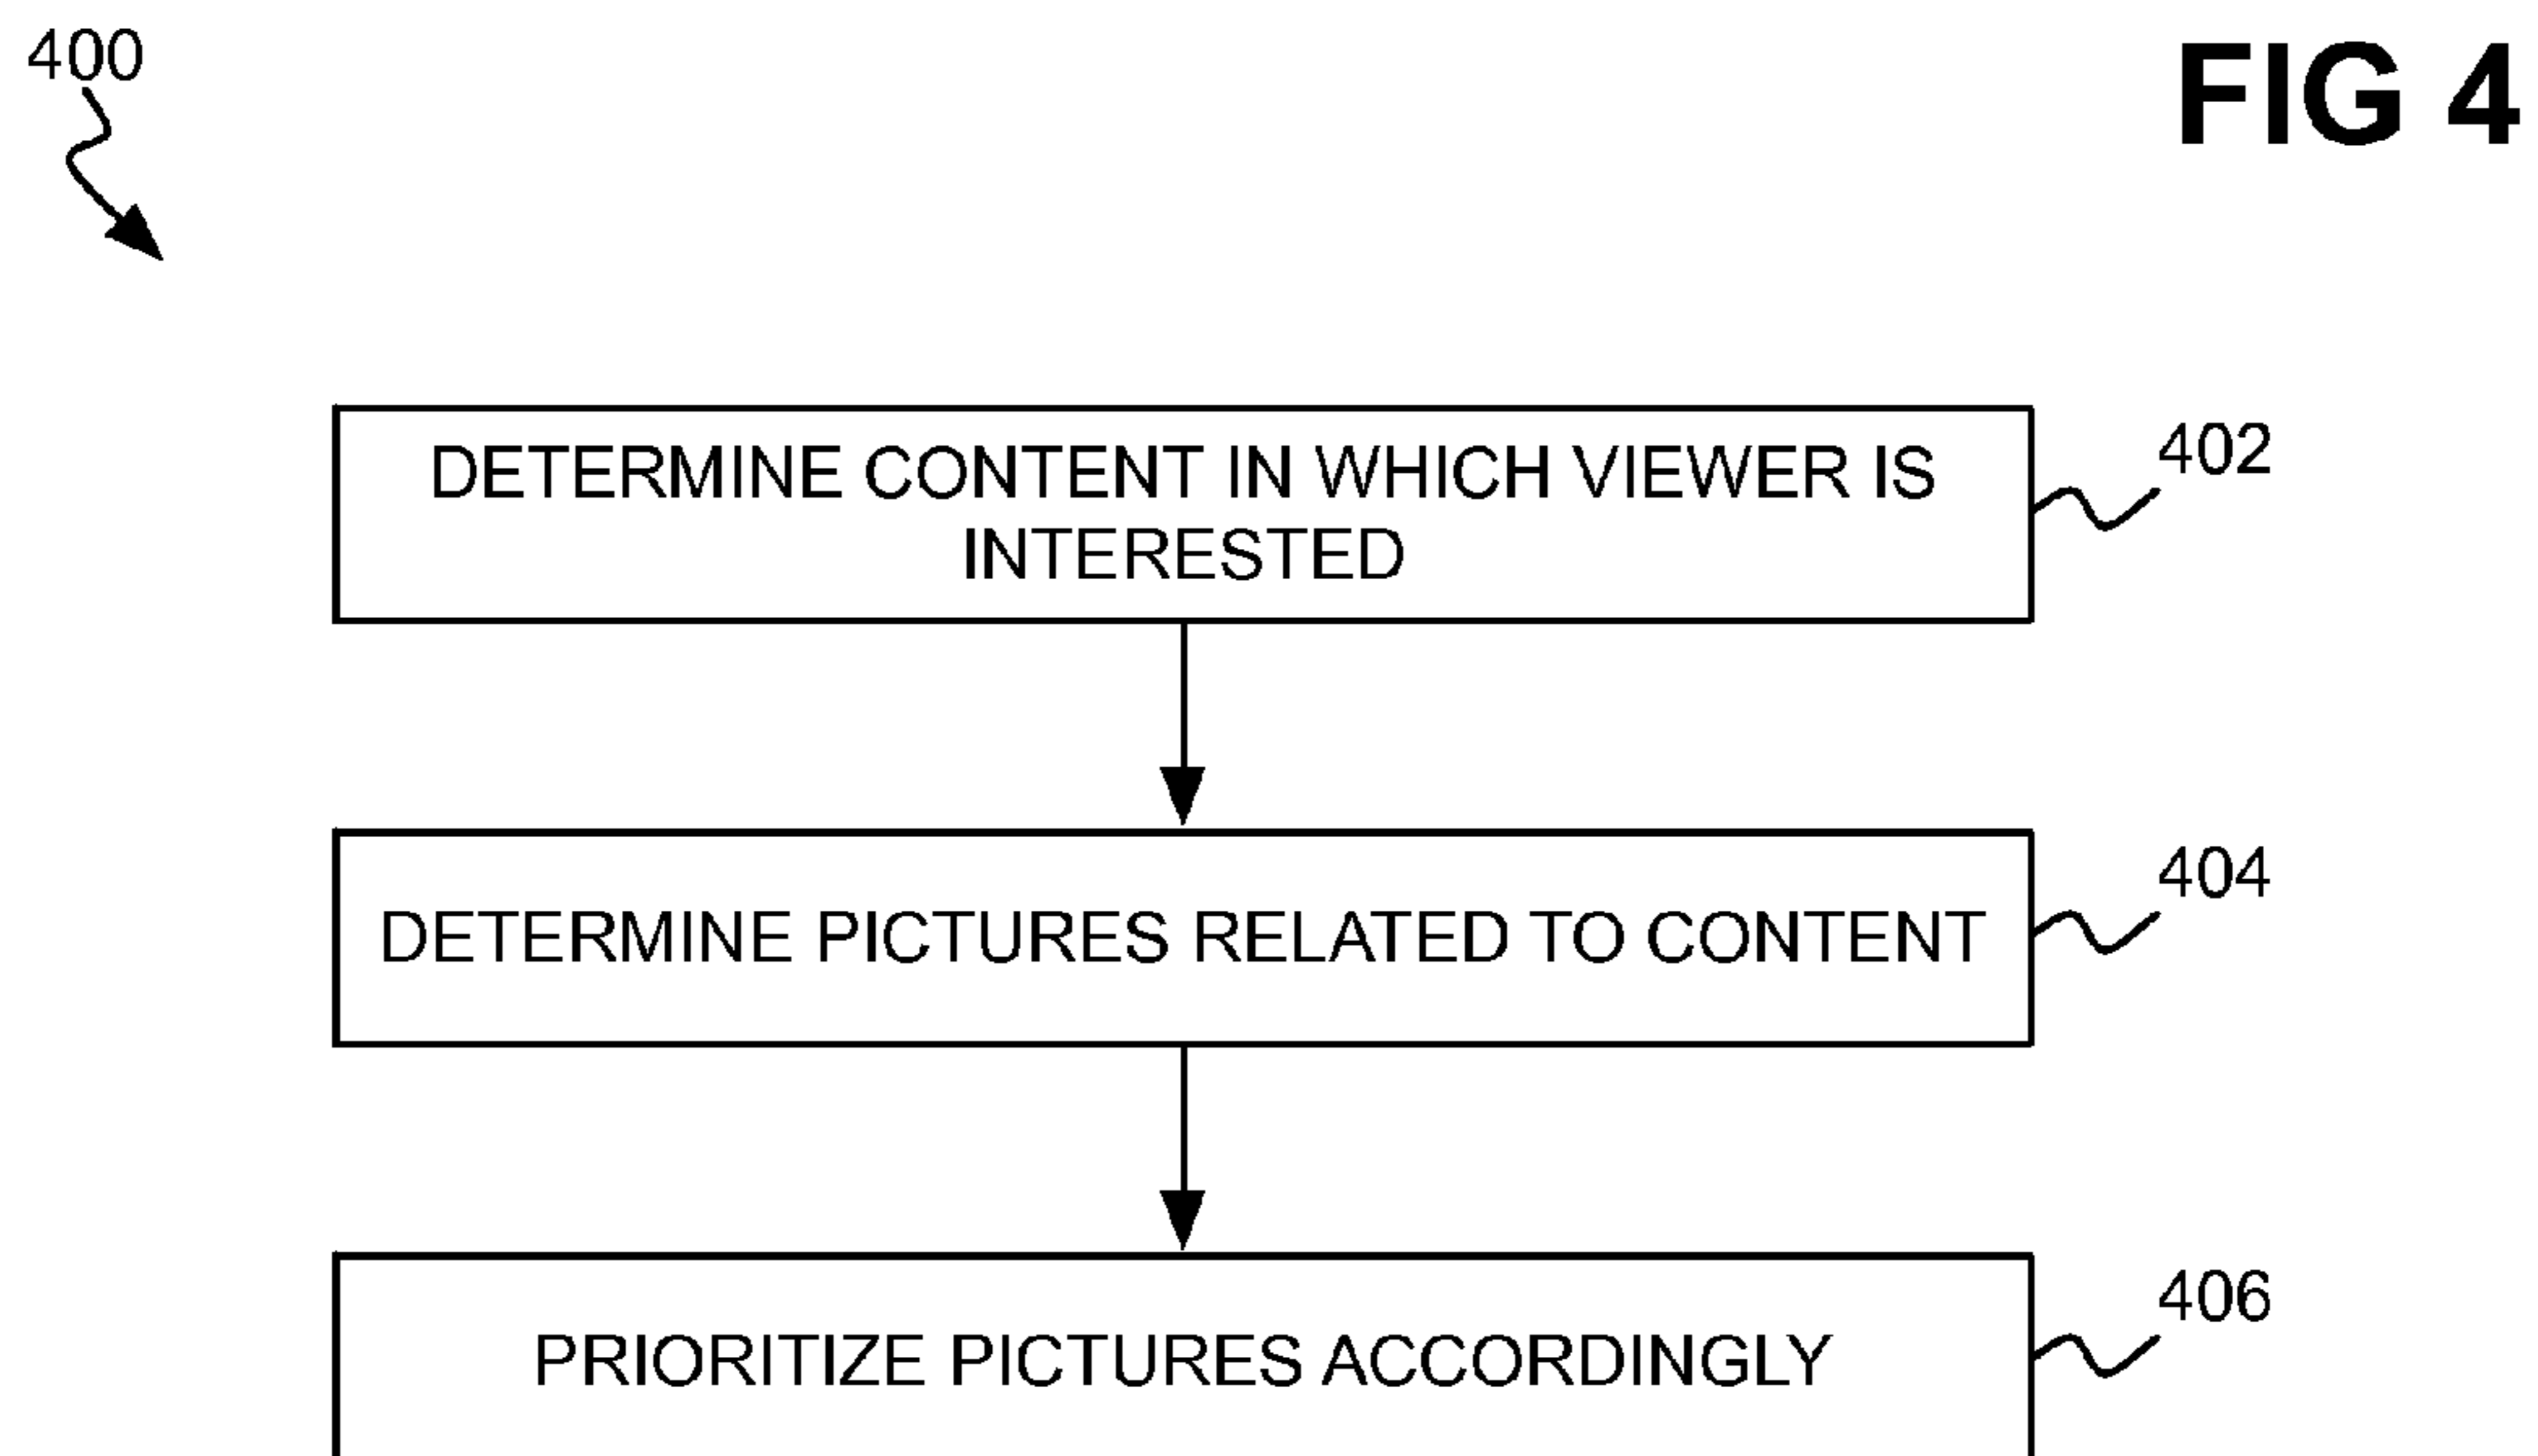 400
FIG 4
DETERMINE CONTENT IN WHICH VIEWER IS
INTERESTED
402
DETERMINE PICTURES RELATED TO CONTENT
404
PRIORITIZE PICTURES ACCORDINGLY
406